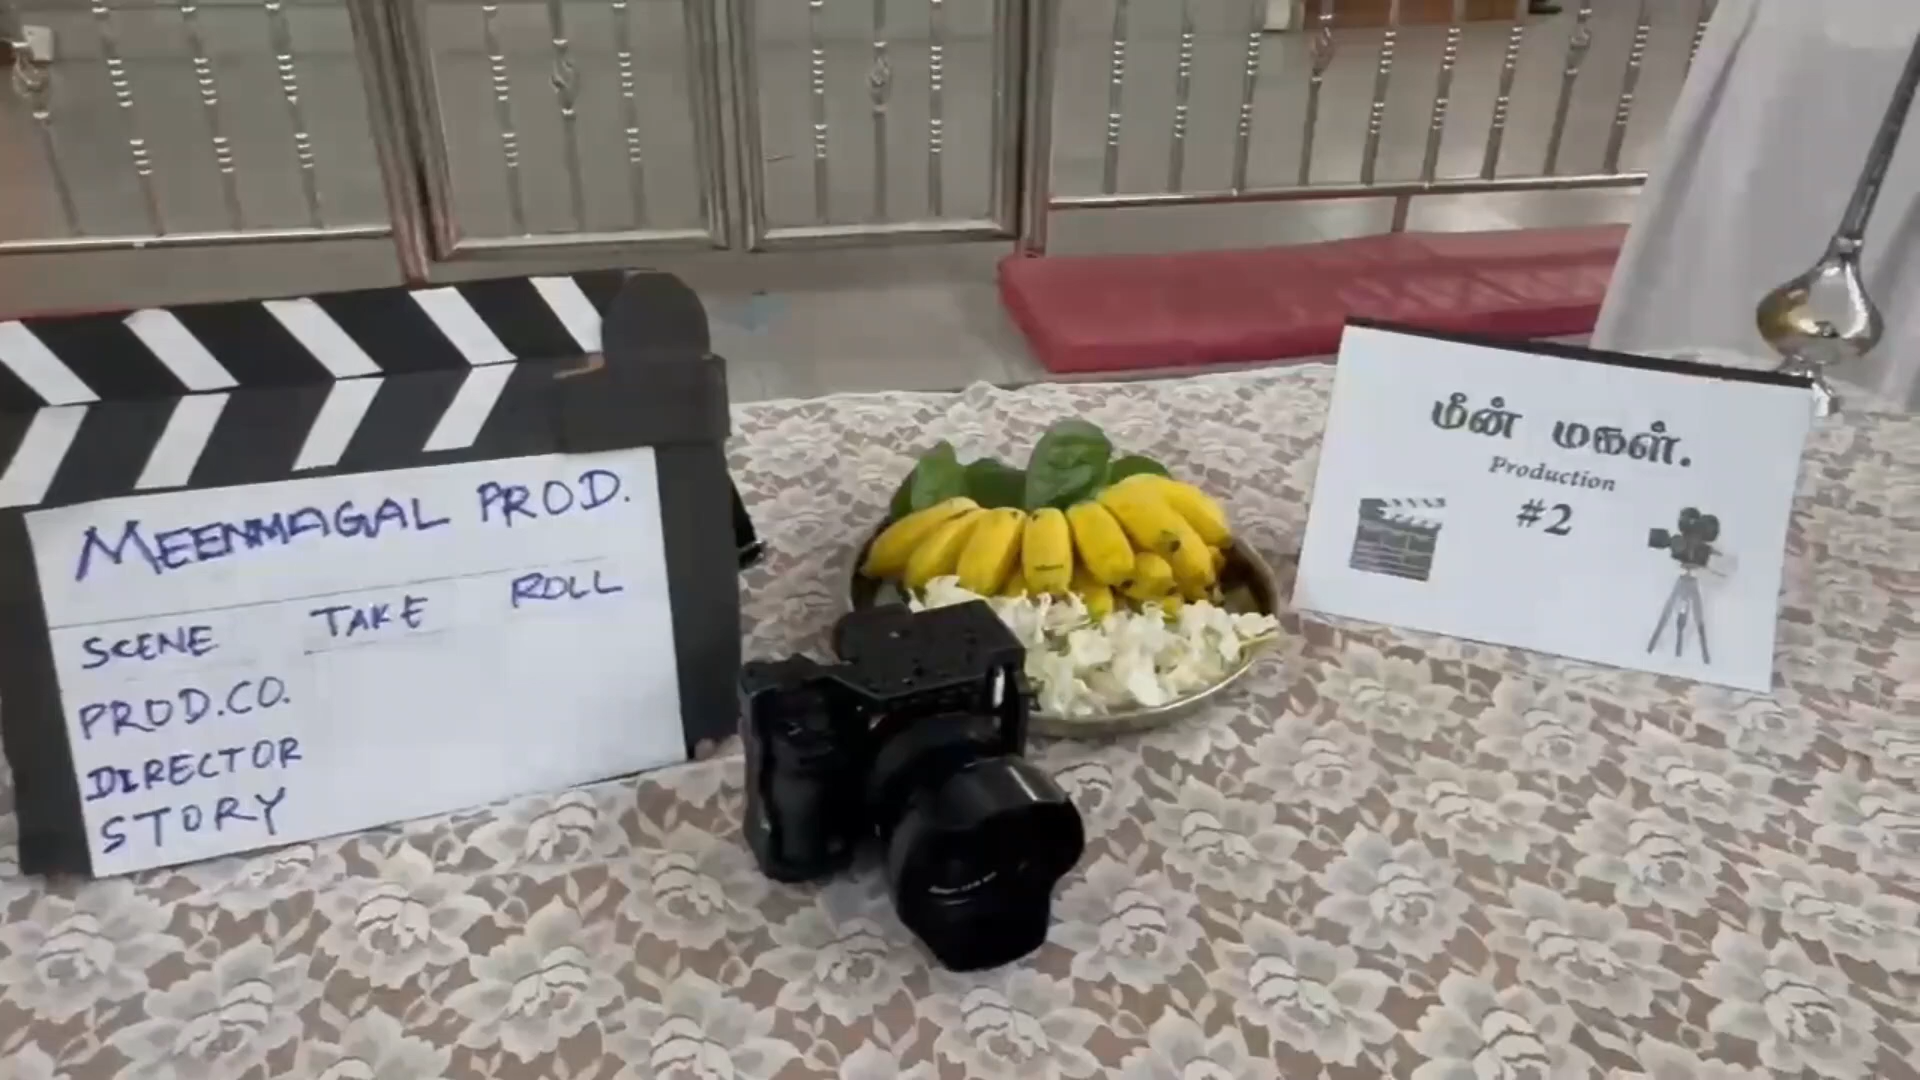 MEENMAGAL PROD.
SCENE TAKE ROLL
PROD.CO.
DIRECTOR
STORY
மீன் மகள்.
Production
#2